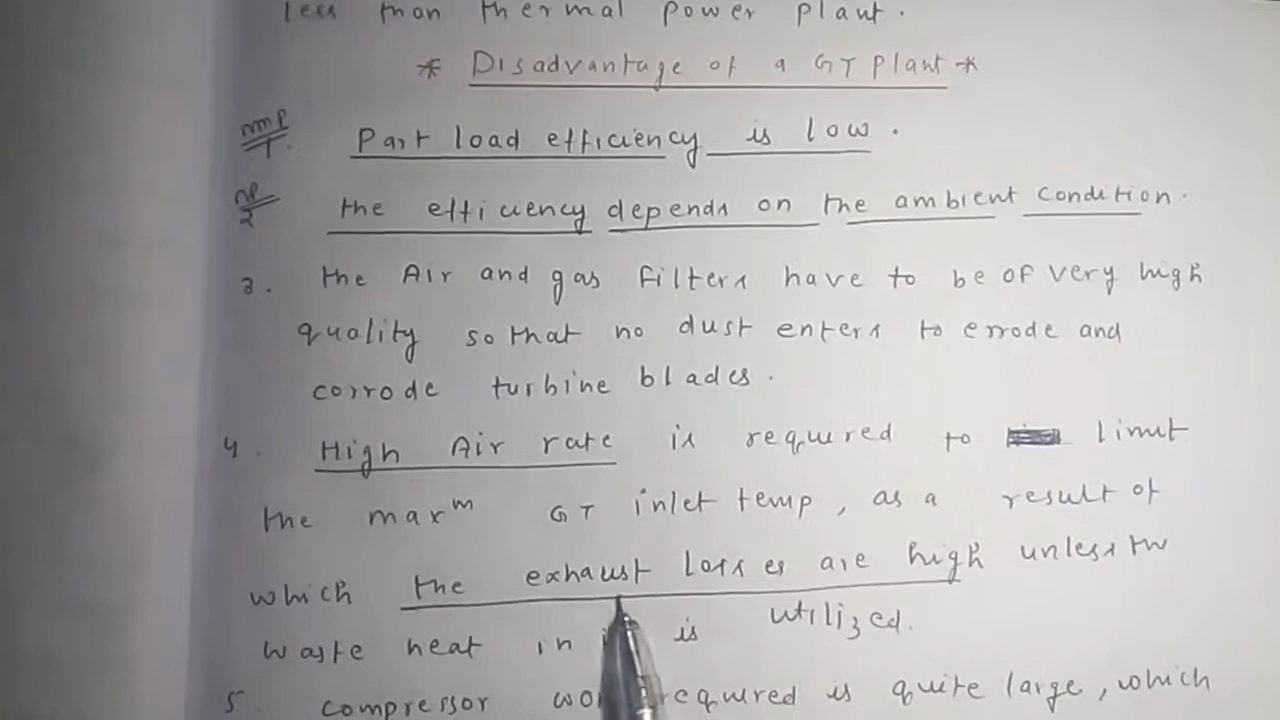 less than thermal power plant.
* Disadvantage of a GT Plant *
1. Part load efficiency is low.
2 the efficiency depends on the ambient condition.
3. the Air and gas filters have to be of very high
quality so that no dust enters to errode and
corrode turbine blades.
4. High Air rate is required to limit
the maxm GT inlet temp, as a result of
which the exhaust losses are high unless the
waste heat in is utilized.
5 compressor required is quite large, which